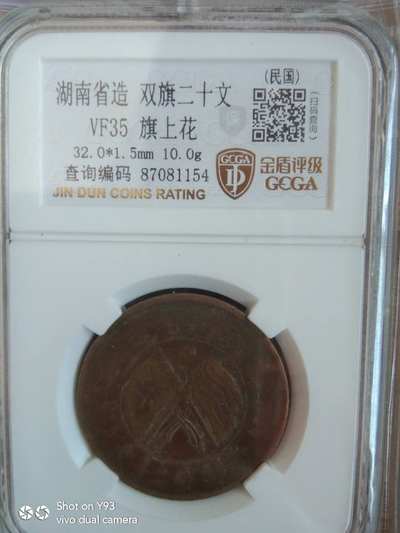 湖南省造 双旗二十文
(民国)
VF35 旗上花
(扫码查询)
32.0*1.5mm 10.0g
查询编码 87081154
JIN DUN COINS RATING
GCGA
金盾评级
GCGA
Shot on Y93
vivo dual camera